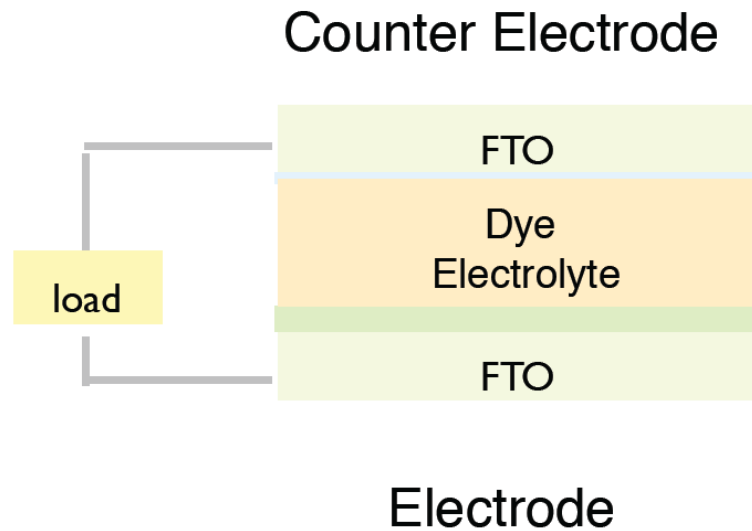 Counter Electrode
FTO
Dye
Electrolyte
load
FTO
Electrode